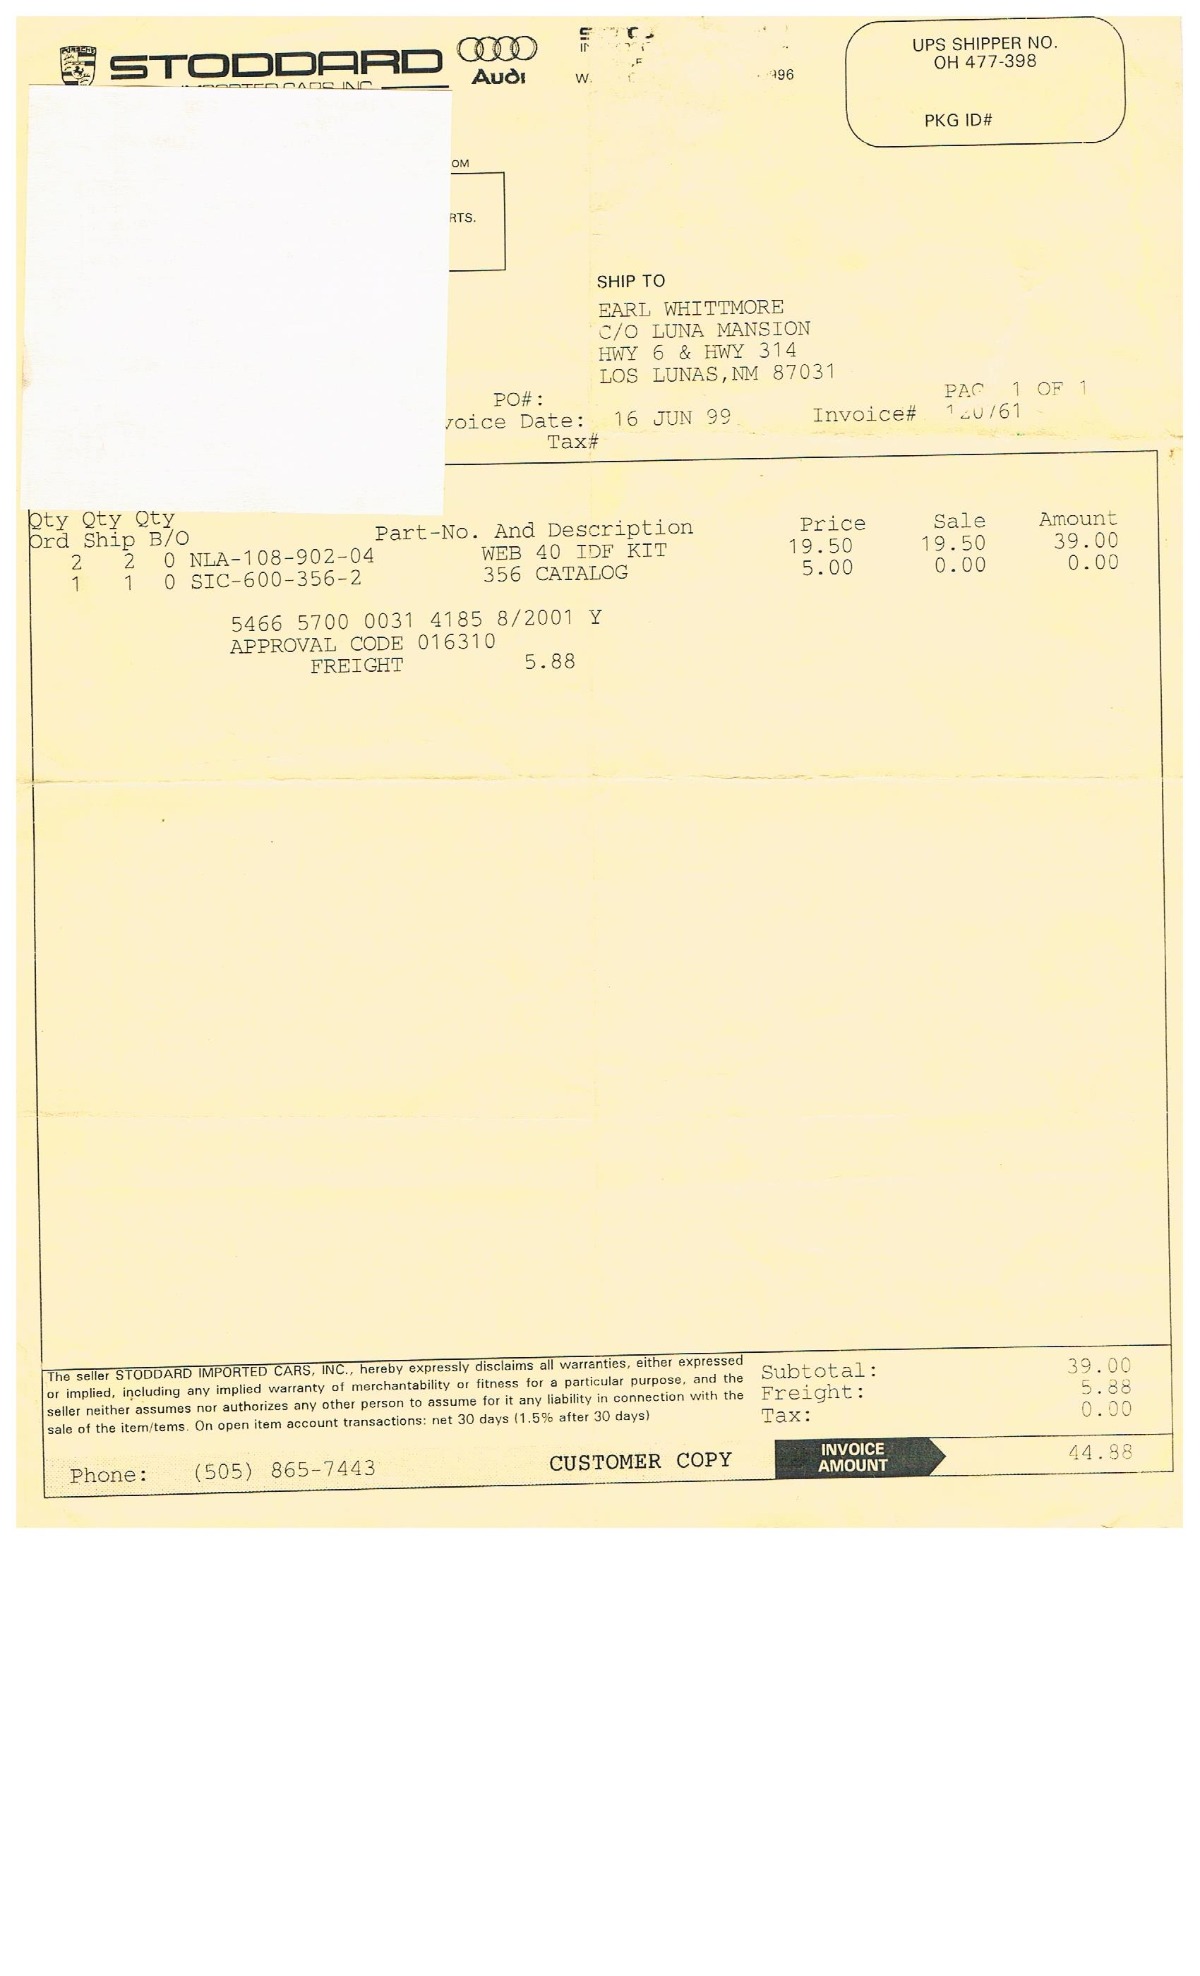 STODDARD
Audi
UPS SHIPPER NO.
OH 477-398
PKG ID#
SHIP TO
EARL WHITTMORE
C/O LUNA MANSION
HWY 6 & HWY 314
LOS LUNAS,NM 87031
1 OF 1
PO#:
Date: 16 JUN 99 Invoice#
Tax#
Qty Qty Qty
Ord Ship B/O Part-No. And Description Price Sale Amount
2 2 0 NLA-108-902-04 WEB 40 IDF KIT 19.50 19.50 39.00
1 1 0 SIC-600-356-2 356 CATALOG 5.00 0.00 0.00
5466 5700 0031 4185 8/2001 Y
APPROVAL CODE 016310
FREIGHT 5.88
The seller STODDARD IMPORTED CARS, INC., hereby expressly disclaims all warranties, either expressed
or implied, including any implied warranty of merchantability or fitness for a particular purpose, and the
seller neither assumes nor authorizes any other person to assume for it any liability in connection with the
sale of the item/tems. On open item account transactions: net 30 days (1.5% after 30 days)
Subtotal: 39.00
Freight: 5.88
Tax: 0.00
Phone: (505) 865-7443 CUSTOMER COPY
INVOICE
AMOUNT 44.88